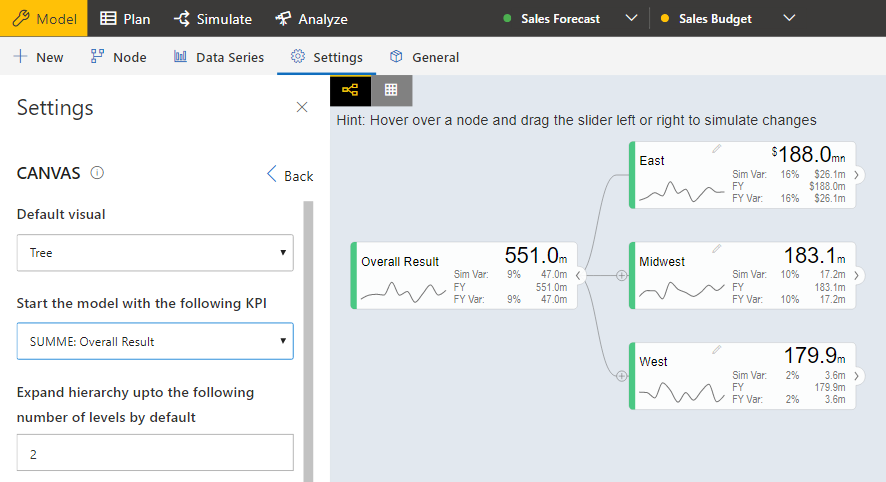 Model Plan Simulate Analyze Sales Forecast Sales Budget
New Node Data Series Settings General
Settings
Hint: Hover over a node and drag the slider left or right to simulate changes
CANVAS Back
Default visual
Tree
Start the model with the following KPI
SUMME: Overall Result
Expand hierarchy upto the following
number of levels by default
2
Overall Result 551.0m
Sim Var: 9% 47.0m
FY 551.0m
FY Var: 9% 47.0m
East $188.0mn
Sim Var: 16% $26.1m
FY $188.0m
FY Var: 16% $26.1m
Midwest 183.1m
Sim Var: 10% 17.2m
FY 183.1m
FY Var: 10% 17.2m
West 179.9m
Sim Var: 2% 3.6m
FY 179.9m
FY Var: 2% 3.6m